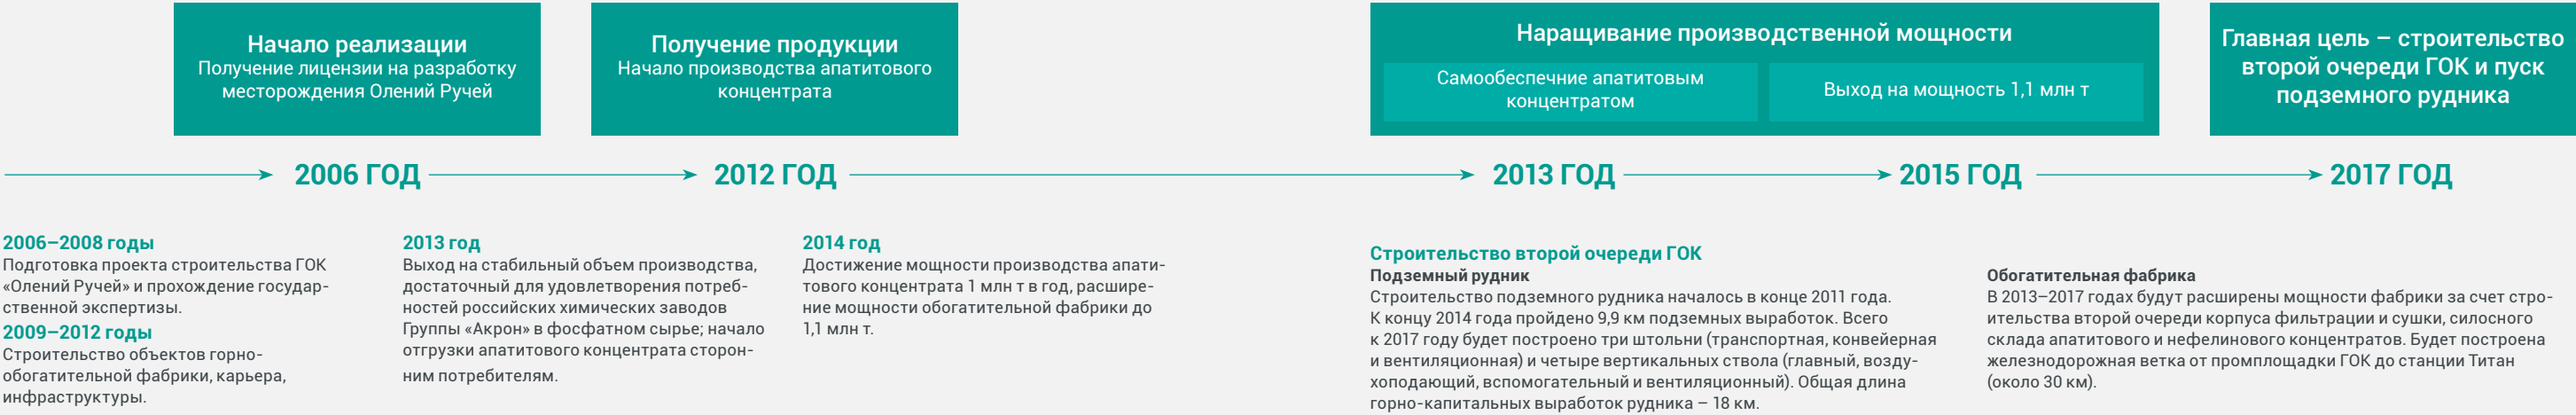 Начало реализации
Получение лицензии на разработку
месторождения Олений Ручей
Получение продукции
Начало производства апатитового
концентрата
Наращивание производственной мощности
Самообеспечние апатитовым
концентратом
Выход на мощность 1,1 млн т
Главная цель – строительство
второй очереди ГОК и пуск
подземного рудника
2006 ГОД
2012 ГОД
2013 ГОД
2015 ГОД
2017 ГОД
2006–2008 годы
Подготовка проекта строительства ГОК
«Олений Ручей» и прохождение государ-
ственной экспертизы.
2009–2012 годы
Строительство объектов горно-
обогатительной фабрики, карьера,
инфраструктуры.
2013 год
Выход на стабильный объем производства,
достаточный для удовлетворения потреб-
ностей российских химических заводов
Группы «Акрон» в фосфатном сырье; начало
отгрузки апатитового концентрата сторон-
ним потребителям.
2014 год
Достижение мощности производства апати-
тового концентрата 1 млн т в год, расшире-
ние мощности обогатительной фабрики до
1,1 млн т.
Строительство второй очереди ГОК
Подземный рудник
Строительство подземного рудника началось в конце 2011 года.
К концу 2014 года пройдено 9,9 км подземных выработок. Всего
к 2017 году будет построено три штольни (транспортная, конвейерная
и вентиляционная) и четыре вертикальных ствола (главный, возду-
хоподающий, вспомогательный и вентиляционный). Общая длина
горно-капитальных выработок рудника – 18 км.
Обогатительная фабрика
В 2013–2017 годах будут расширены мощности фабрики за счет стро-
ительства второй очереди корпуса фильтрации и сушки, силосного
склада апатитового и нефелинового концентратов. Будет построена
железнодорожная ветка от промплощадки ГОК до станции Титан
(около 30 км).